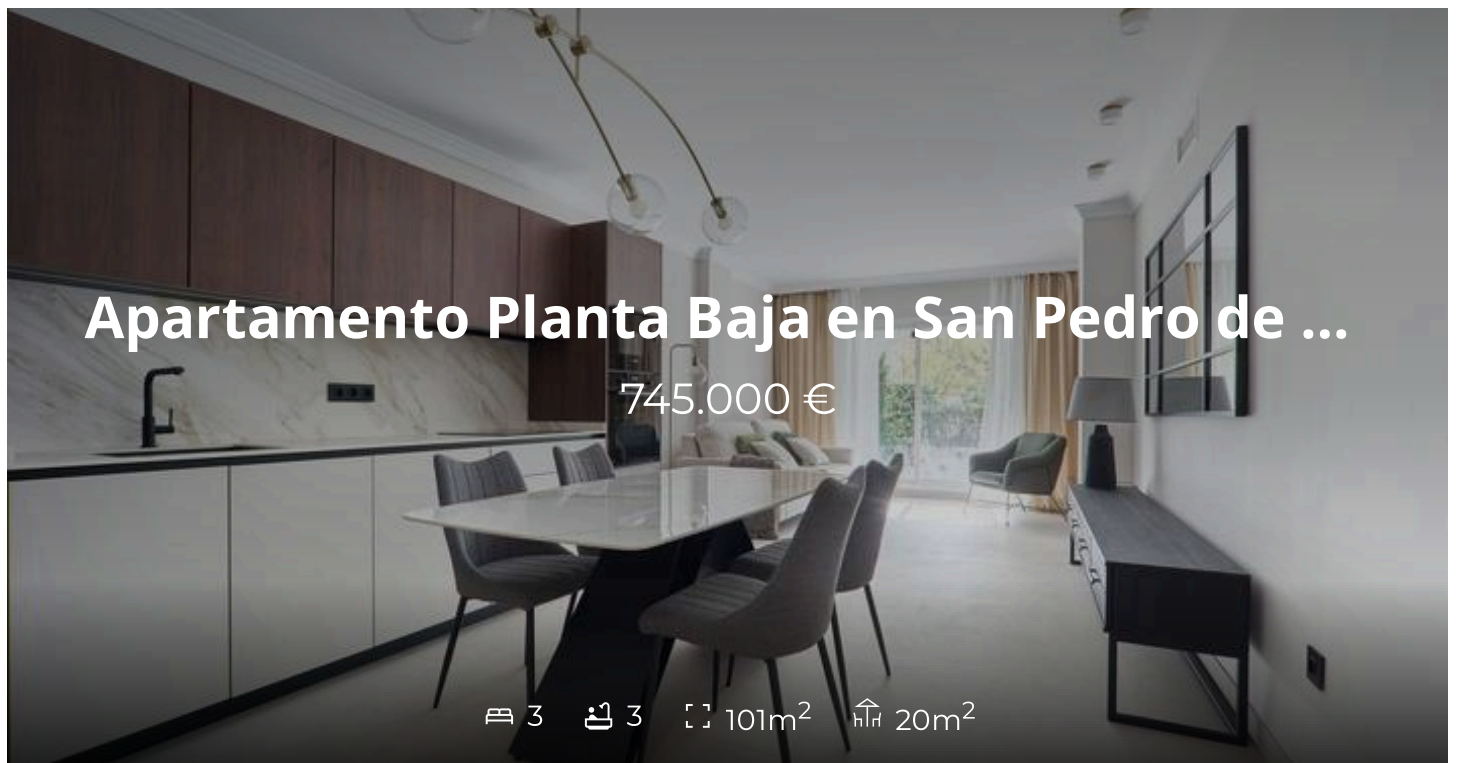 Apartamento Planta Baja en San Pedro de ...
745.000 €
3 3 101m² 20m²